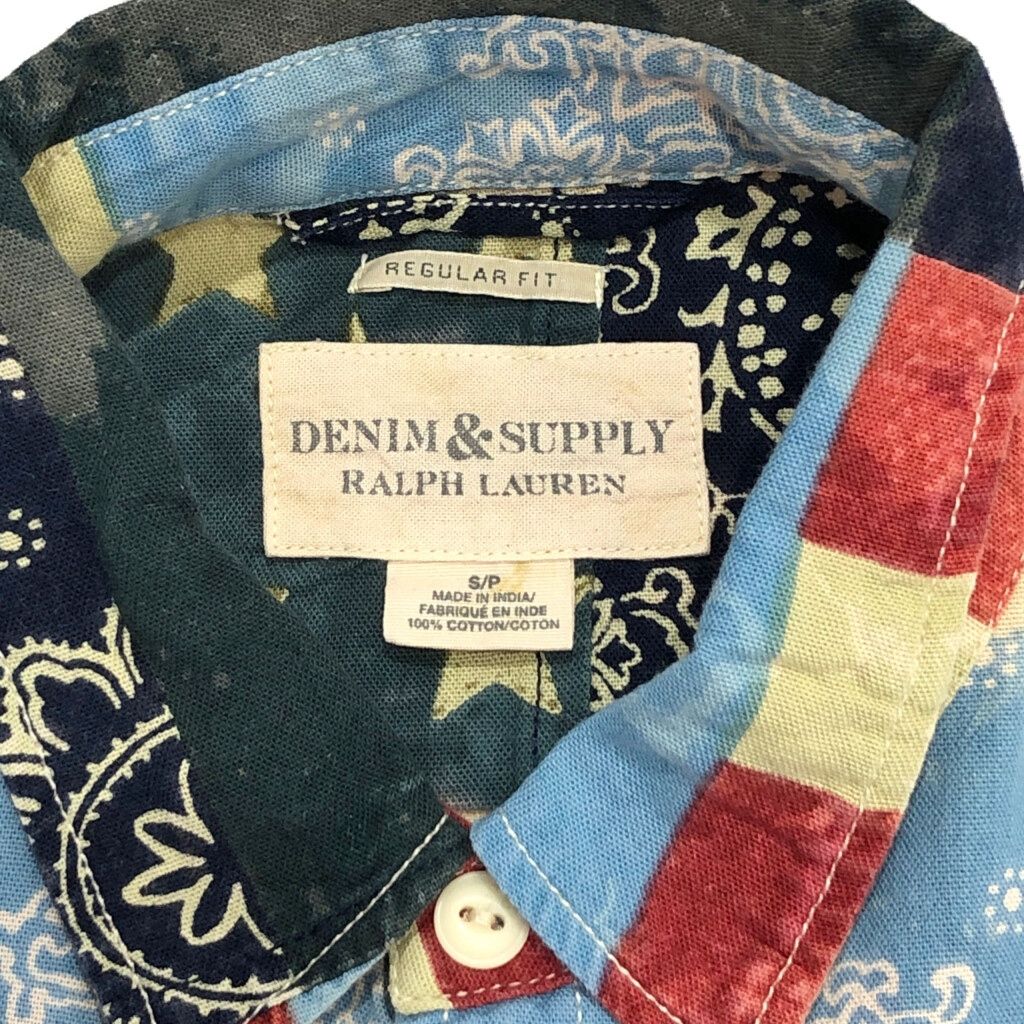 REGULAR FIT
DENIM & SUPPLY
RALPH LAUREN
S/P
MADE IN INDIA/
FABRIQUÉ EN INDE
100% COTTON/COTON